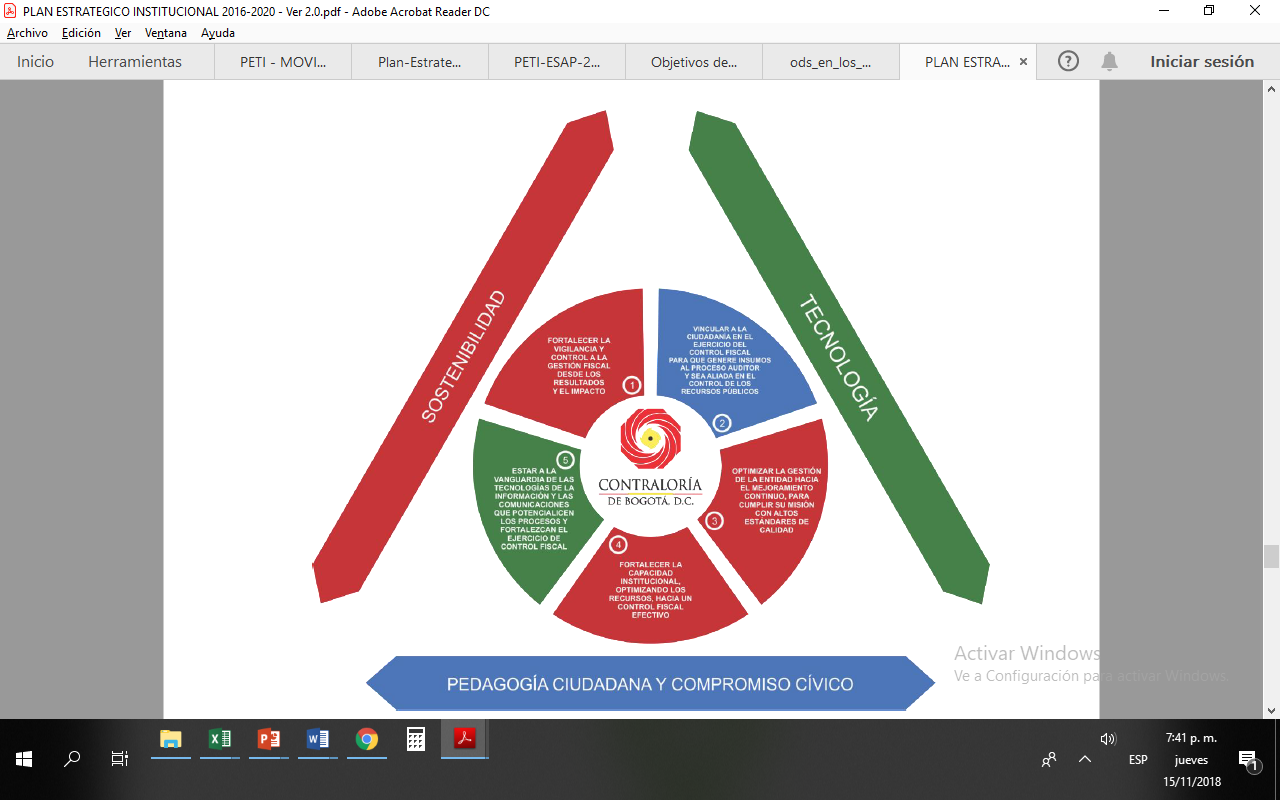 PLAN ESTRATEGICO INSTITUCIONAL 2016-2020 - Ver 2.0.pdf - Adobe Acrobat Reader DC
Archivo Edición Ver Ventana Ayuda
Inicio Herramientas PETI - MOVI... Plan-Estrate... PETI-ESAP-2... Objetivos de... ods_en_los_... PLAN ESTRA... × ? Iniciar sesión
SOSTENIBILIDAD
TECNOLOGÍA
FORTALECER LA
VIGILANCIA Y
CONTROL A LA
GESTIÓN FISCAL
DESDE LOS
RESULTADOS
Y EL IMPACTO
1
VINCULAR A LA
CIUDADANÍA EN EL
EJERCICIO DEL
CONTROL FISCAL
PARA QUE GENERE INSUMOS
AL PROCESO AUDITOR
Y SEA ALIADA EN EL
CONTROL DE LOS
RECURSOS PÚBLICOS
2
OPTIMIZAR LA GESTIÓN
DE LA ENTIDAD HACIA
EL MEJORAMIENTO
CONTINUO, PARA
CUMPLIR SU MISIÓN
CON ALTOS
ESTÁNDARES DE
CALIDAD
3
4
FORTALECER LA
CAPACIDAD
INSTITUCIONAL,
OPTIMIZANDO LOS
RECURSOS, HACIA UN
CONTROL FISCAL
EFECTIVO
5
ESTAR A LA
VANGUARDIA DE LAS
TECNOLOGÍAS DE LA
INFORMACIÓN Y LAS
COMUNICACIONES
QUE POTENCIALICEN
LOS PROCESOS Y
FORTALEZCAN EL
EJERCICIO DE
CONTROL FISCAL
CONTRALORÍA
DE BOGOTÁ, D.C.
PEDAGOGÍA CIUDADANA Y COMPROMISO CÍVICO
Activar Windows
Ve a Configuración para activar Windows.
ESP
7:41 p. m.
jueves
15/11/2018
1